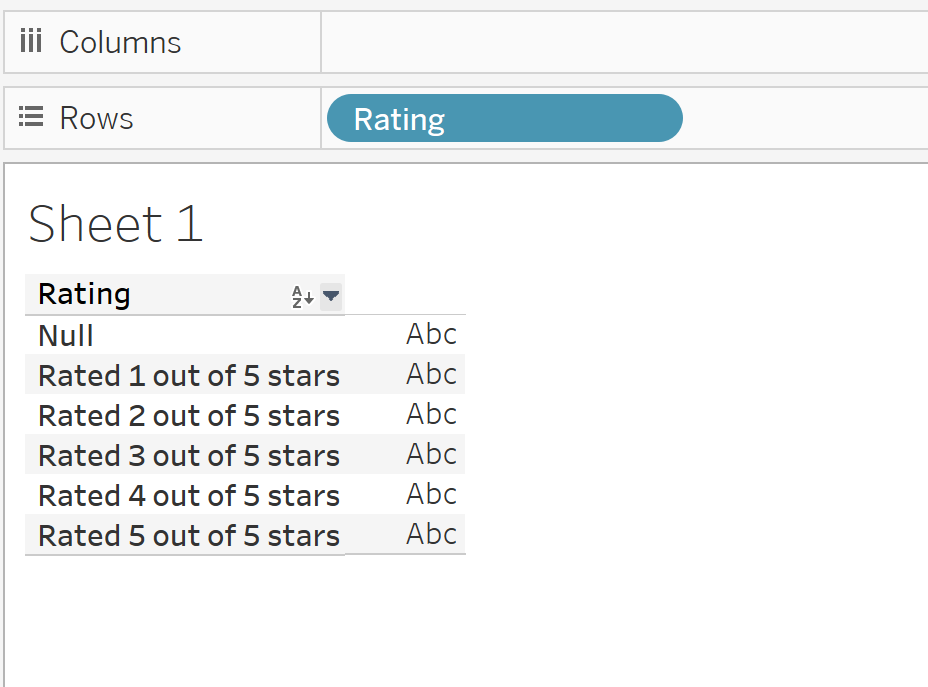 Columns
Rows Rating
Sheet 1
Rating AZ
Null Abc
Rated 1 out of 5 stars Abc
Rated 2 out of 5 stars Abc
Rated 3 out of 5 stars Abc
Rated 4 out of 5 stars Abc
Rated 5 out of 5 stars Abc